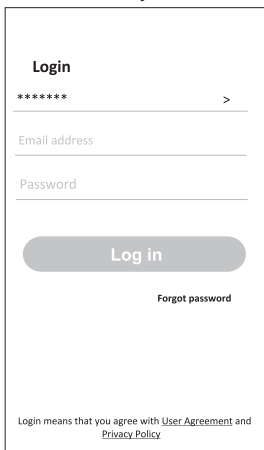 Login
*******
>
Email address
Password
Log in
Forgot password
Login means that you agree with User Agreement and
Privacy Policy